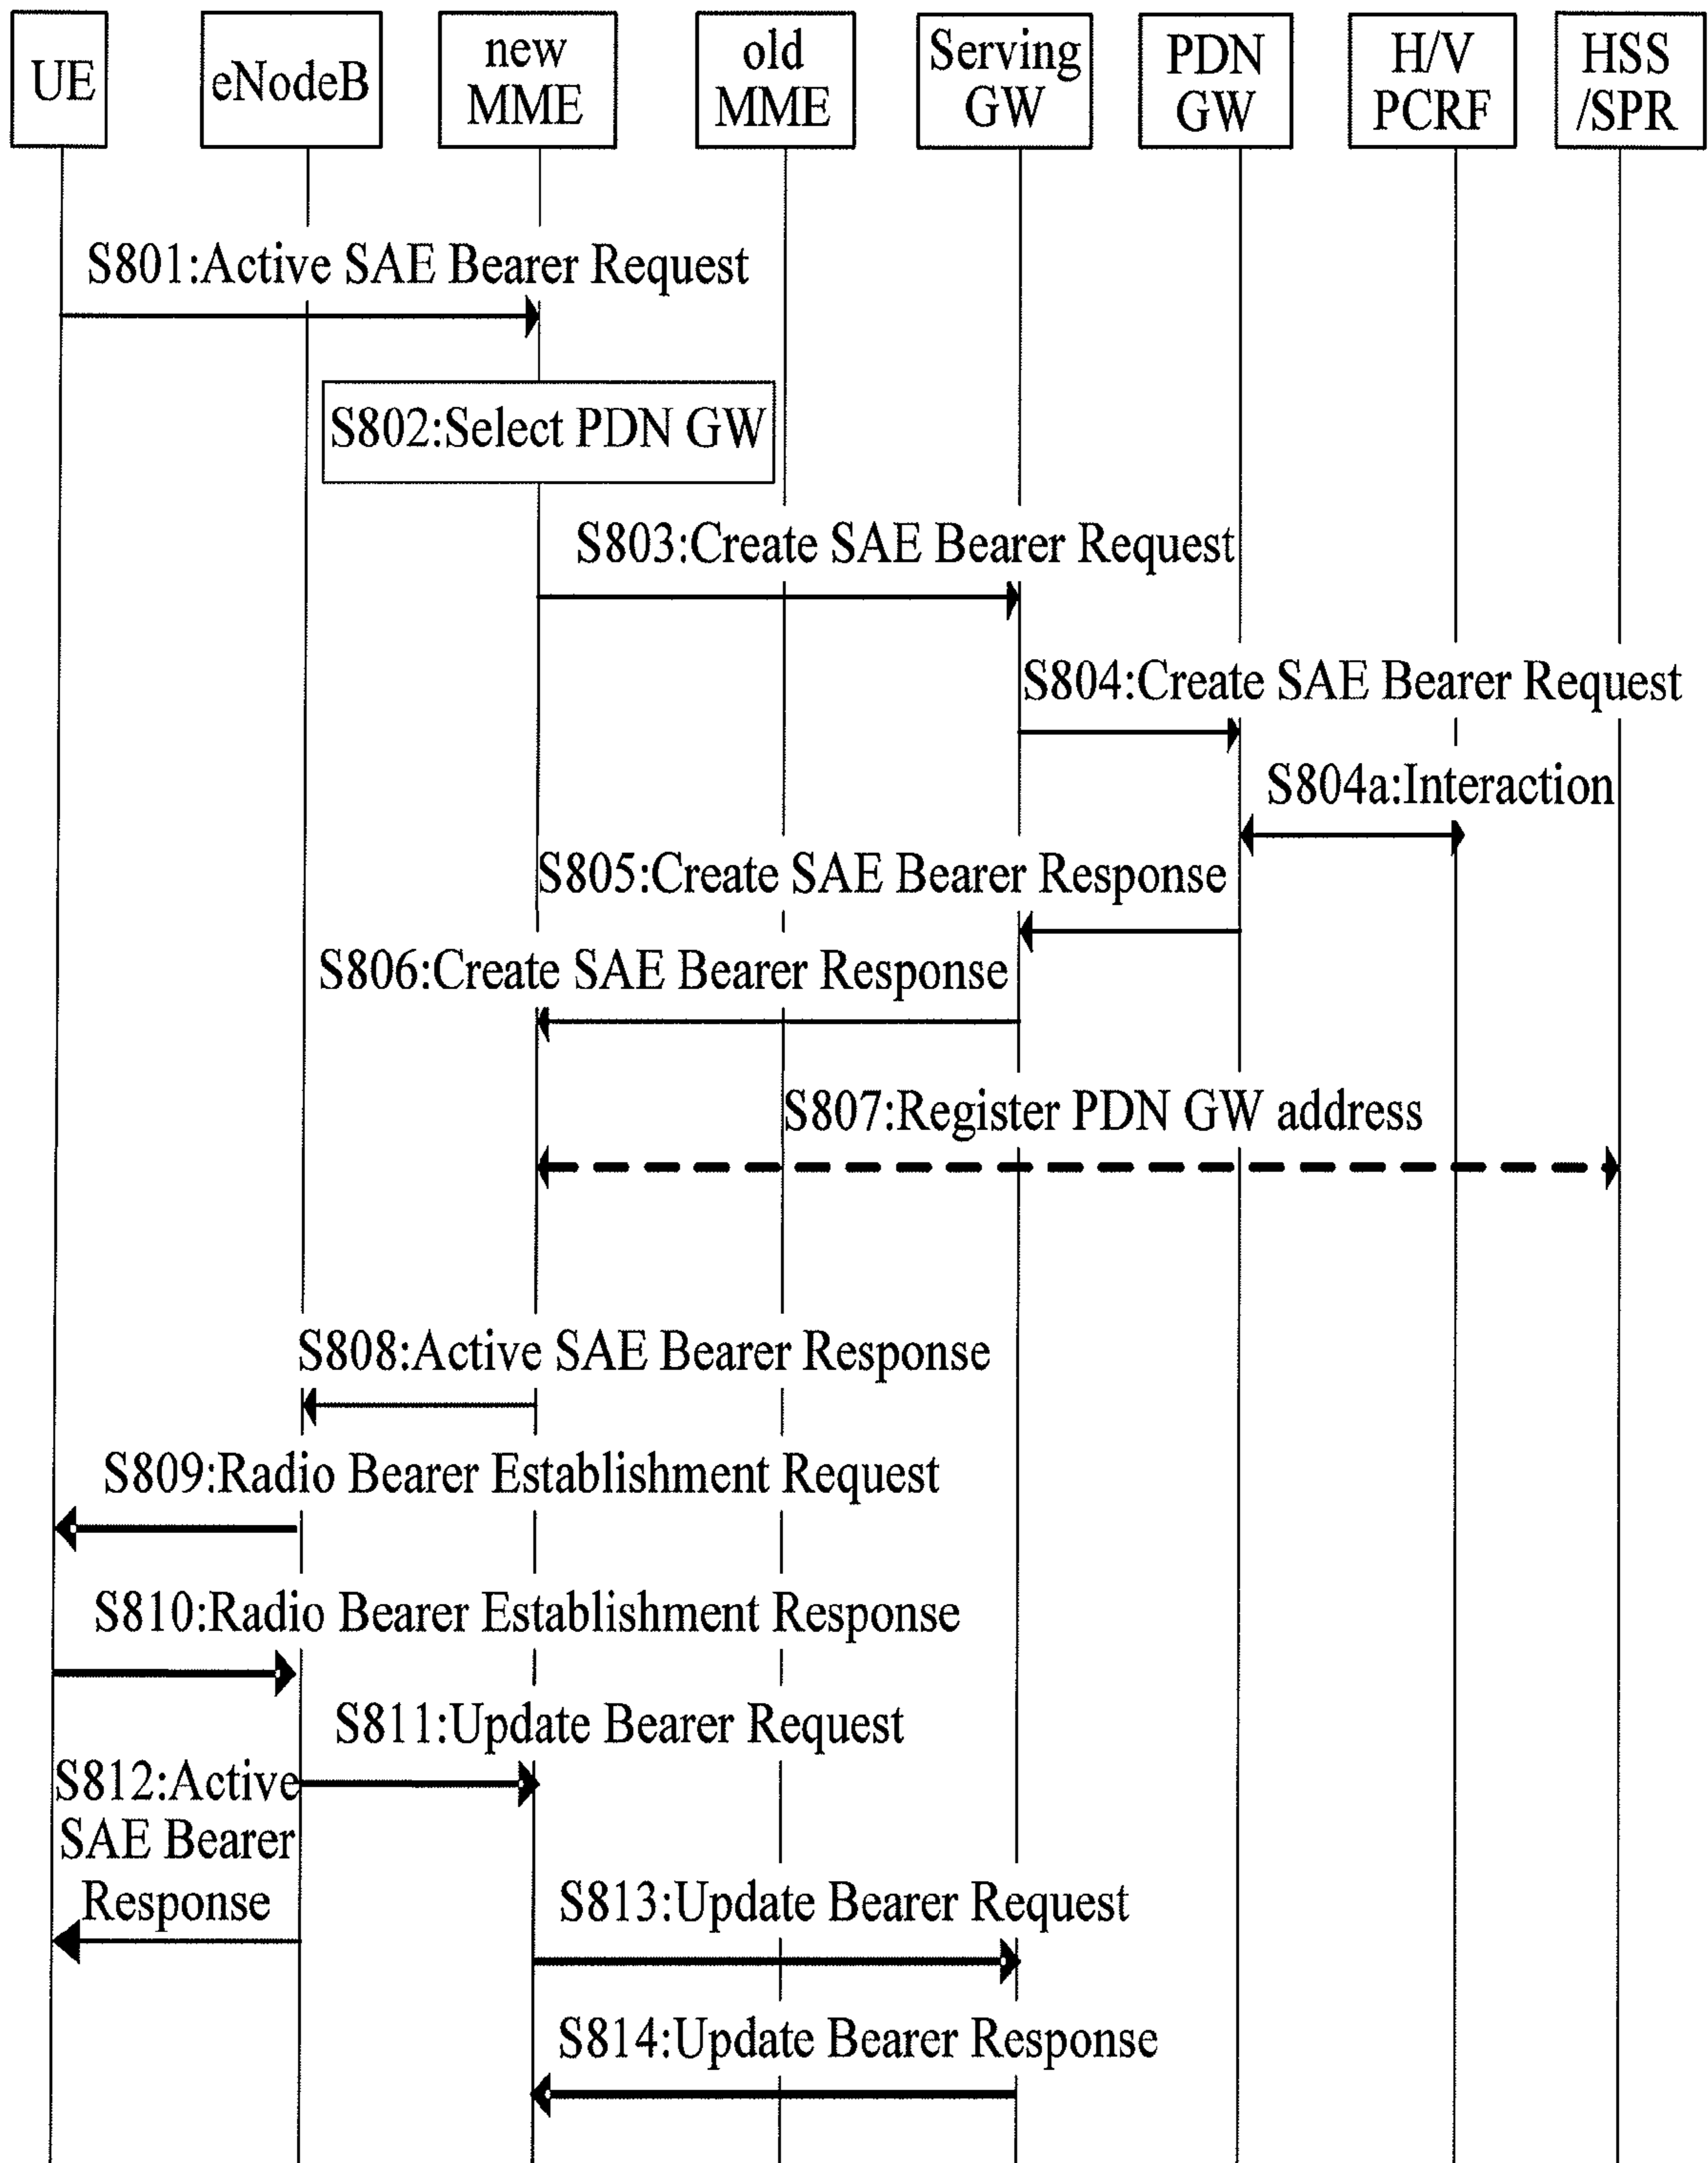 UE
eNodeB
new
MME
old
MME
Serving
GW
PDN
GW
H/V
PCRF
HSS
/SPR
S801:Active SAE Bearer Request
S802:Select PDN GW
S803:Create SAE Bearer Request
S804:Create SAE Bearer Request
S804a:Interaction
S805:Create SAE Bearer Response
S806:Create SAE Bearer Response
S807:Register PDN GW address
S808:Active SAE Bearer Response
S809:Radio Bearer Establishment Request
S810:Radio Bearer Establishment Response
S811:Update Bearer Request
S812:Active
SAE Bearer
Response
S813:Update Bearer Request
S814:Update Bearer Response